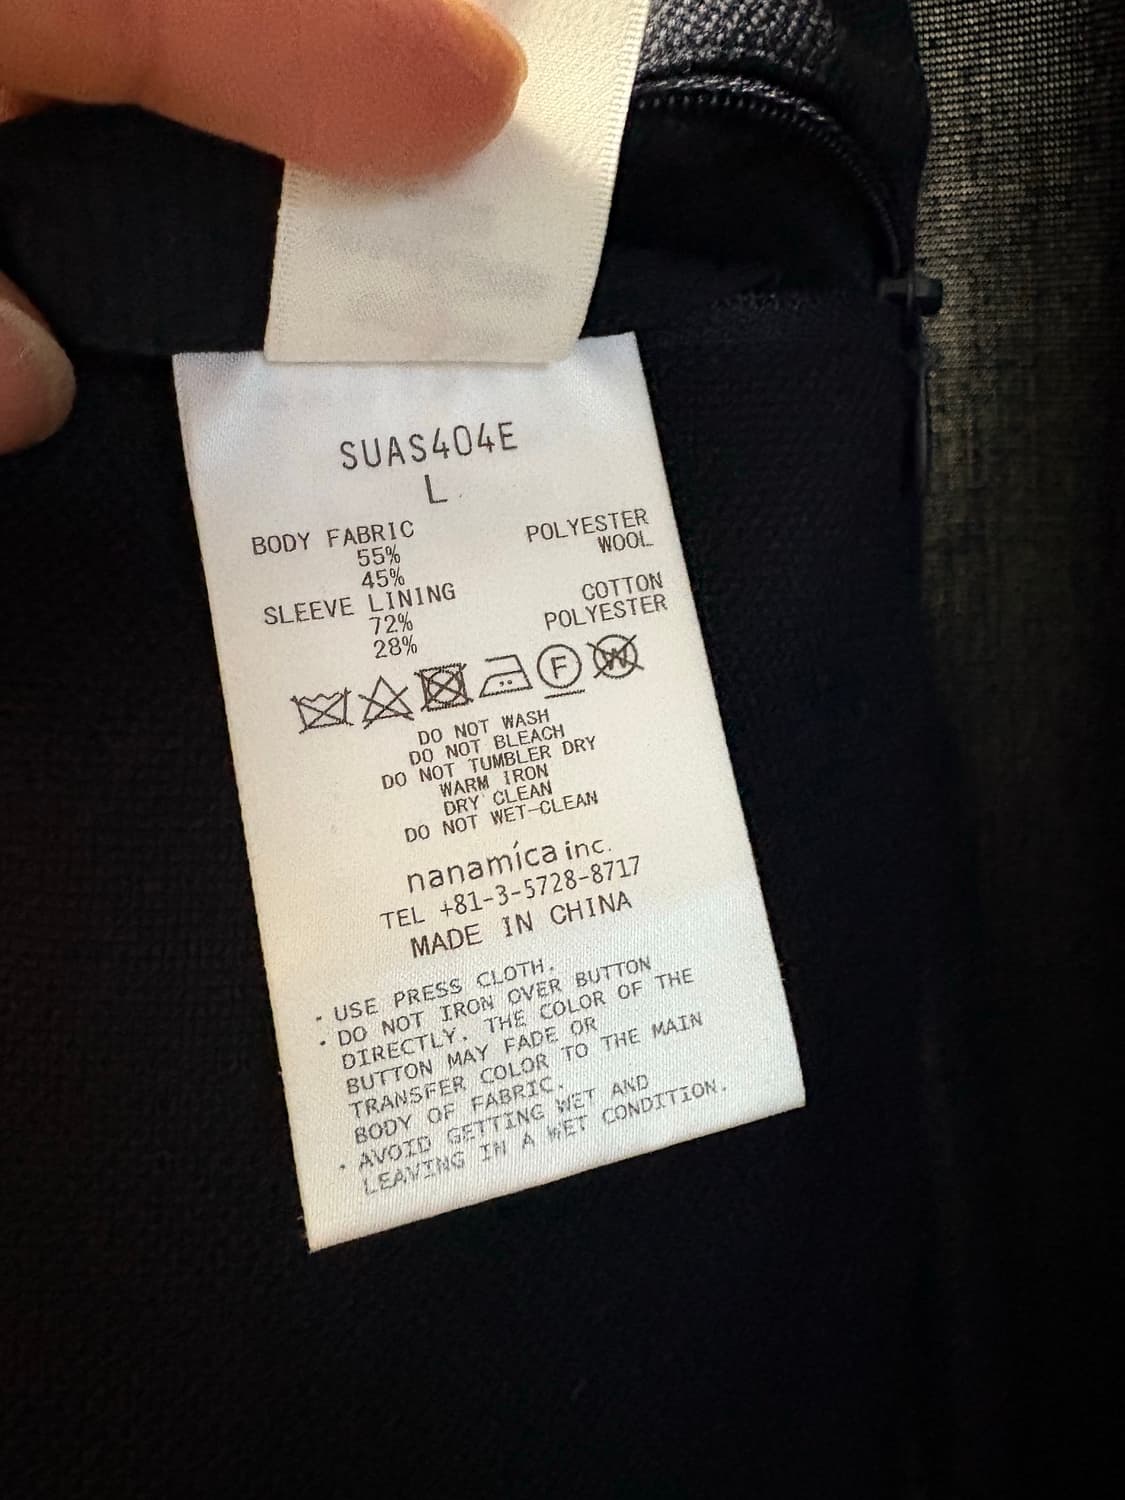 SUAS404E
L
BODY FABRIC
55% POLYESTER
45% WOOL
SLEEVE LINING
72% COTTON
28% POLYESTER
F W
DO NOT WASH
DO NOT BLEACH
DO NOT TUMBLER DRY
WARM IRON
DRY CLEAN
DO NOT WET-CLEAN
nanamíca inc.
TEL +81-3-5728-8717
MADE IN CHINA
· USE PRESS CLOTH.
· DO NOT IRON OVER BUTTON
DIRECTLY. THE COLOR OF THE
BUTTON MAY FADE OR
TRANSFER COLOR TO THE MAIN
BODY OF FABRIC.
· AVOID GETTING WET AND
LEAVING IN A WET CONDITION.